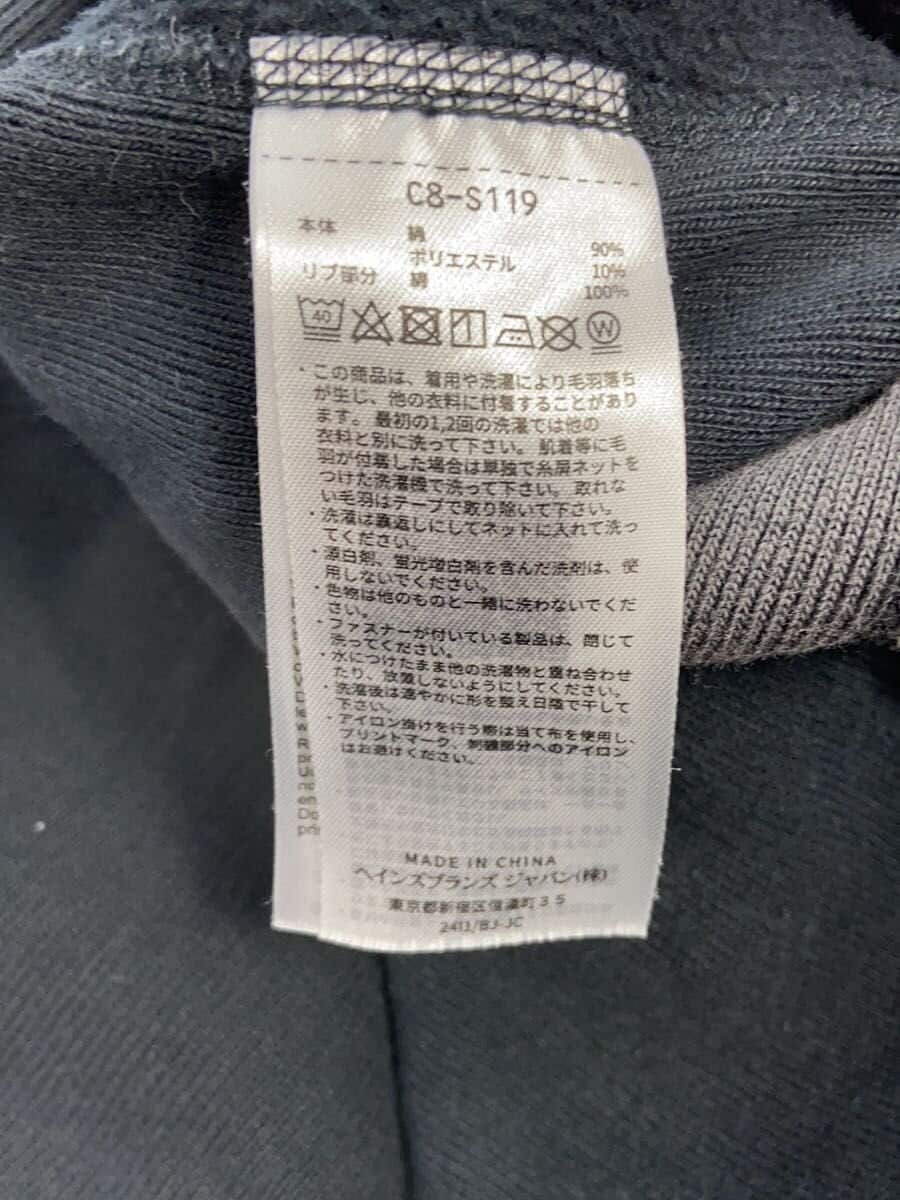 C8-S119
本体 綿 90%
ポリエステル 10%
リブ部分 綿 100%
40
W
・この商品は、着用や洗濯により毛羽落ち
が生じ、他の衣料に付着することがあり
ます。最初の1,2回の洗濯では他の
衣料と別に洗って下さい。肌着等に毛
羽が付着した場合は単独で糸屑ネットを
つけた洗濯機で洗って下さい。取れな
い毛羽はテープで取り除いて下さい。
・洗濯は裏返しにしてネットに入れて洗っ
てください。
・漂白剤、蛍光増白剤を含んだ洗剤は、使
用しないでください。
・色物は他のものと一緒に洗わないでくだ
さい。
・ファスナーが付いている製品は、閉じて
洗ってください。
・水につけたまま他の洗濯物と重ね合わせ
たり、放置しないようにしてください。
・洗濯後は速やかに形を整え日陰で干して
下さい。
・アイロン掛けを行う際は当て布を使用し、
プリントマーク、刺繍部分へのアイロン
はお避けください。
MADE IN CHINA
ヘインズブランズ ジャパン(株)
東京都新宿区信濃町35